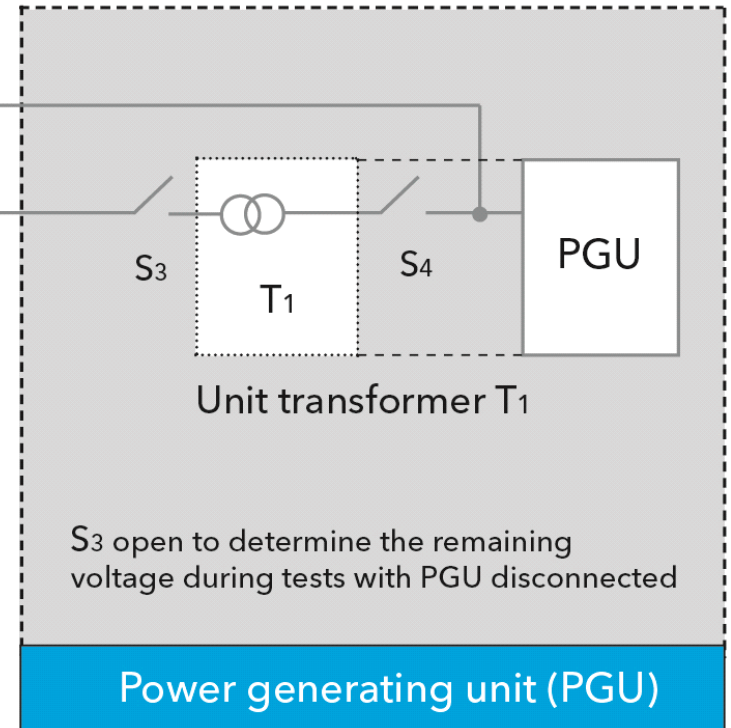 S3
T1
S4
PGU
Unit transformer T1
S3 open to determine the remaining
voltage during tests with PGU disconnected
Power generating unit (PGU)